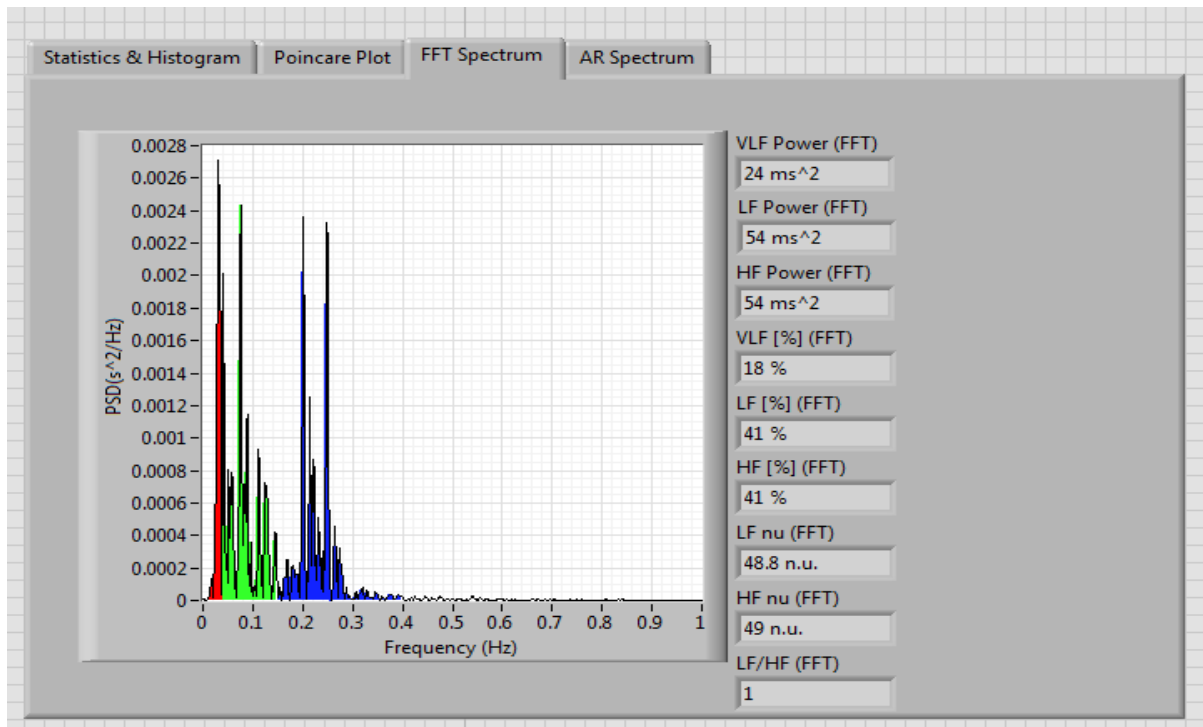 Statistics & Histogram
Poincare Plot
FFT Spectrum
AR Spectrum
PSD(s^2/Hz)
0.0028
0.0026
0.0024
0.0022
0.002
0.0018
0.0016
0.0014
0.0012
0.001
0.0008
0.0006
0.0004
0.0002
0
0 0.1 0.2 0.3 0.4 0.5 0.6 0.7 0.8 0.9 1
Frequency (Hz)
VLF Power (FFT)
24 ms^2
LF Power (FFT)
54 ms^2
HF Power (FFT)
54 ms^2
VLF [%] (FFT)
18 %
LF [%] (FFT)
41 %
HF [%] (FFT)
41 %
LF nu (FFT)
48.8 n.u.
HF nu (FFT)
49 n.u.
LF/HF (FFT)
1